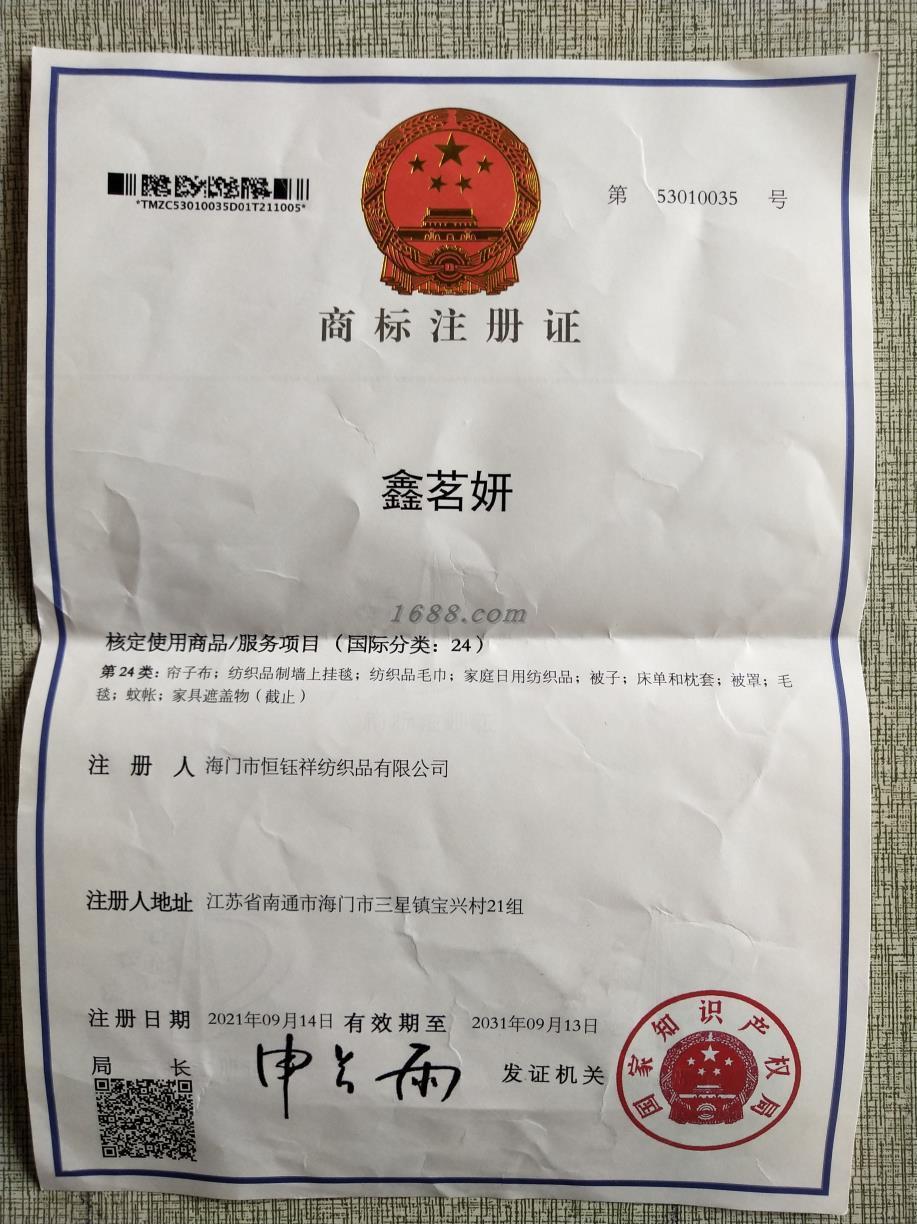 *TMZC53010035D01T211005*
第 53010035 号
商标注册证
鑫茗妍
1688.com
核定使用商品/服务项目（国际分类：24）
第24类：帘子布；纺织品制墙上挂毯；纺织品毛巾；家庭日用纺织品；被子；床单和枕套；被罩；毛
毯；蚊帐；家具遮盖物（截止）
注册人 海门市恒钰祥纺织品有限公司
注册人地址 江苏省南通市海门市三星镇宝兴村21组
注册日期 2021年09月14日 有效期至 2031年09月13日
局长 申长雨 发证机关
国家知识产权局